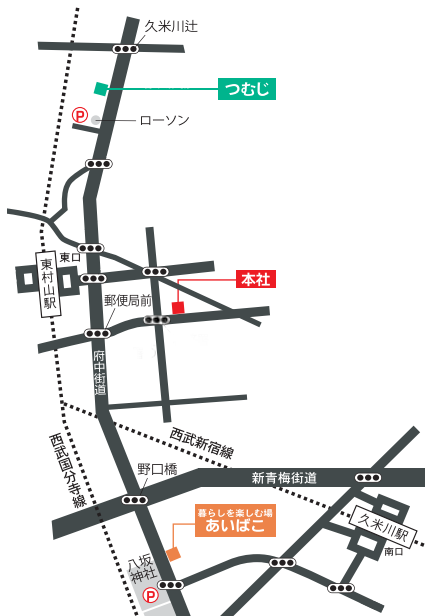 久米川辻
つむじ
P
ローソン
東口
東村山駅
本社
郵便局前
府中街道
西武新宿線
西武国分寺線
野口橋
新青梅街道
らしを楽しむ場
あいばこ
久米川駅
南口
八坂
神社
P